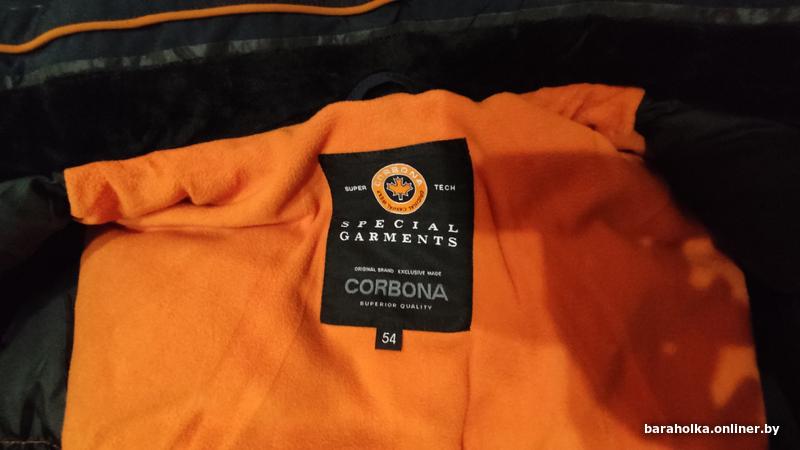 CORBONA
SUPER TECH
SPECIAL
GARMENTS
ORIGINAL BRAND EXCLUSIVE MADE
CORBONA
SUPERIOR QUALITY
54
baraholka.onliner.by